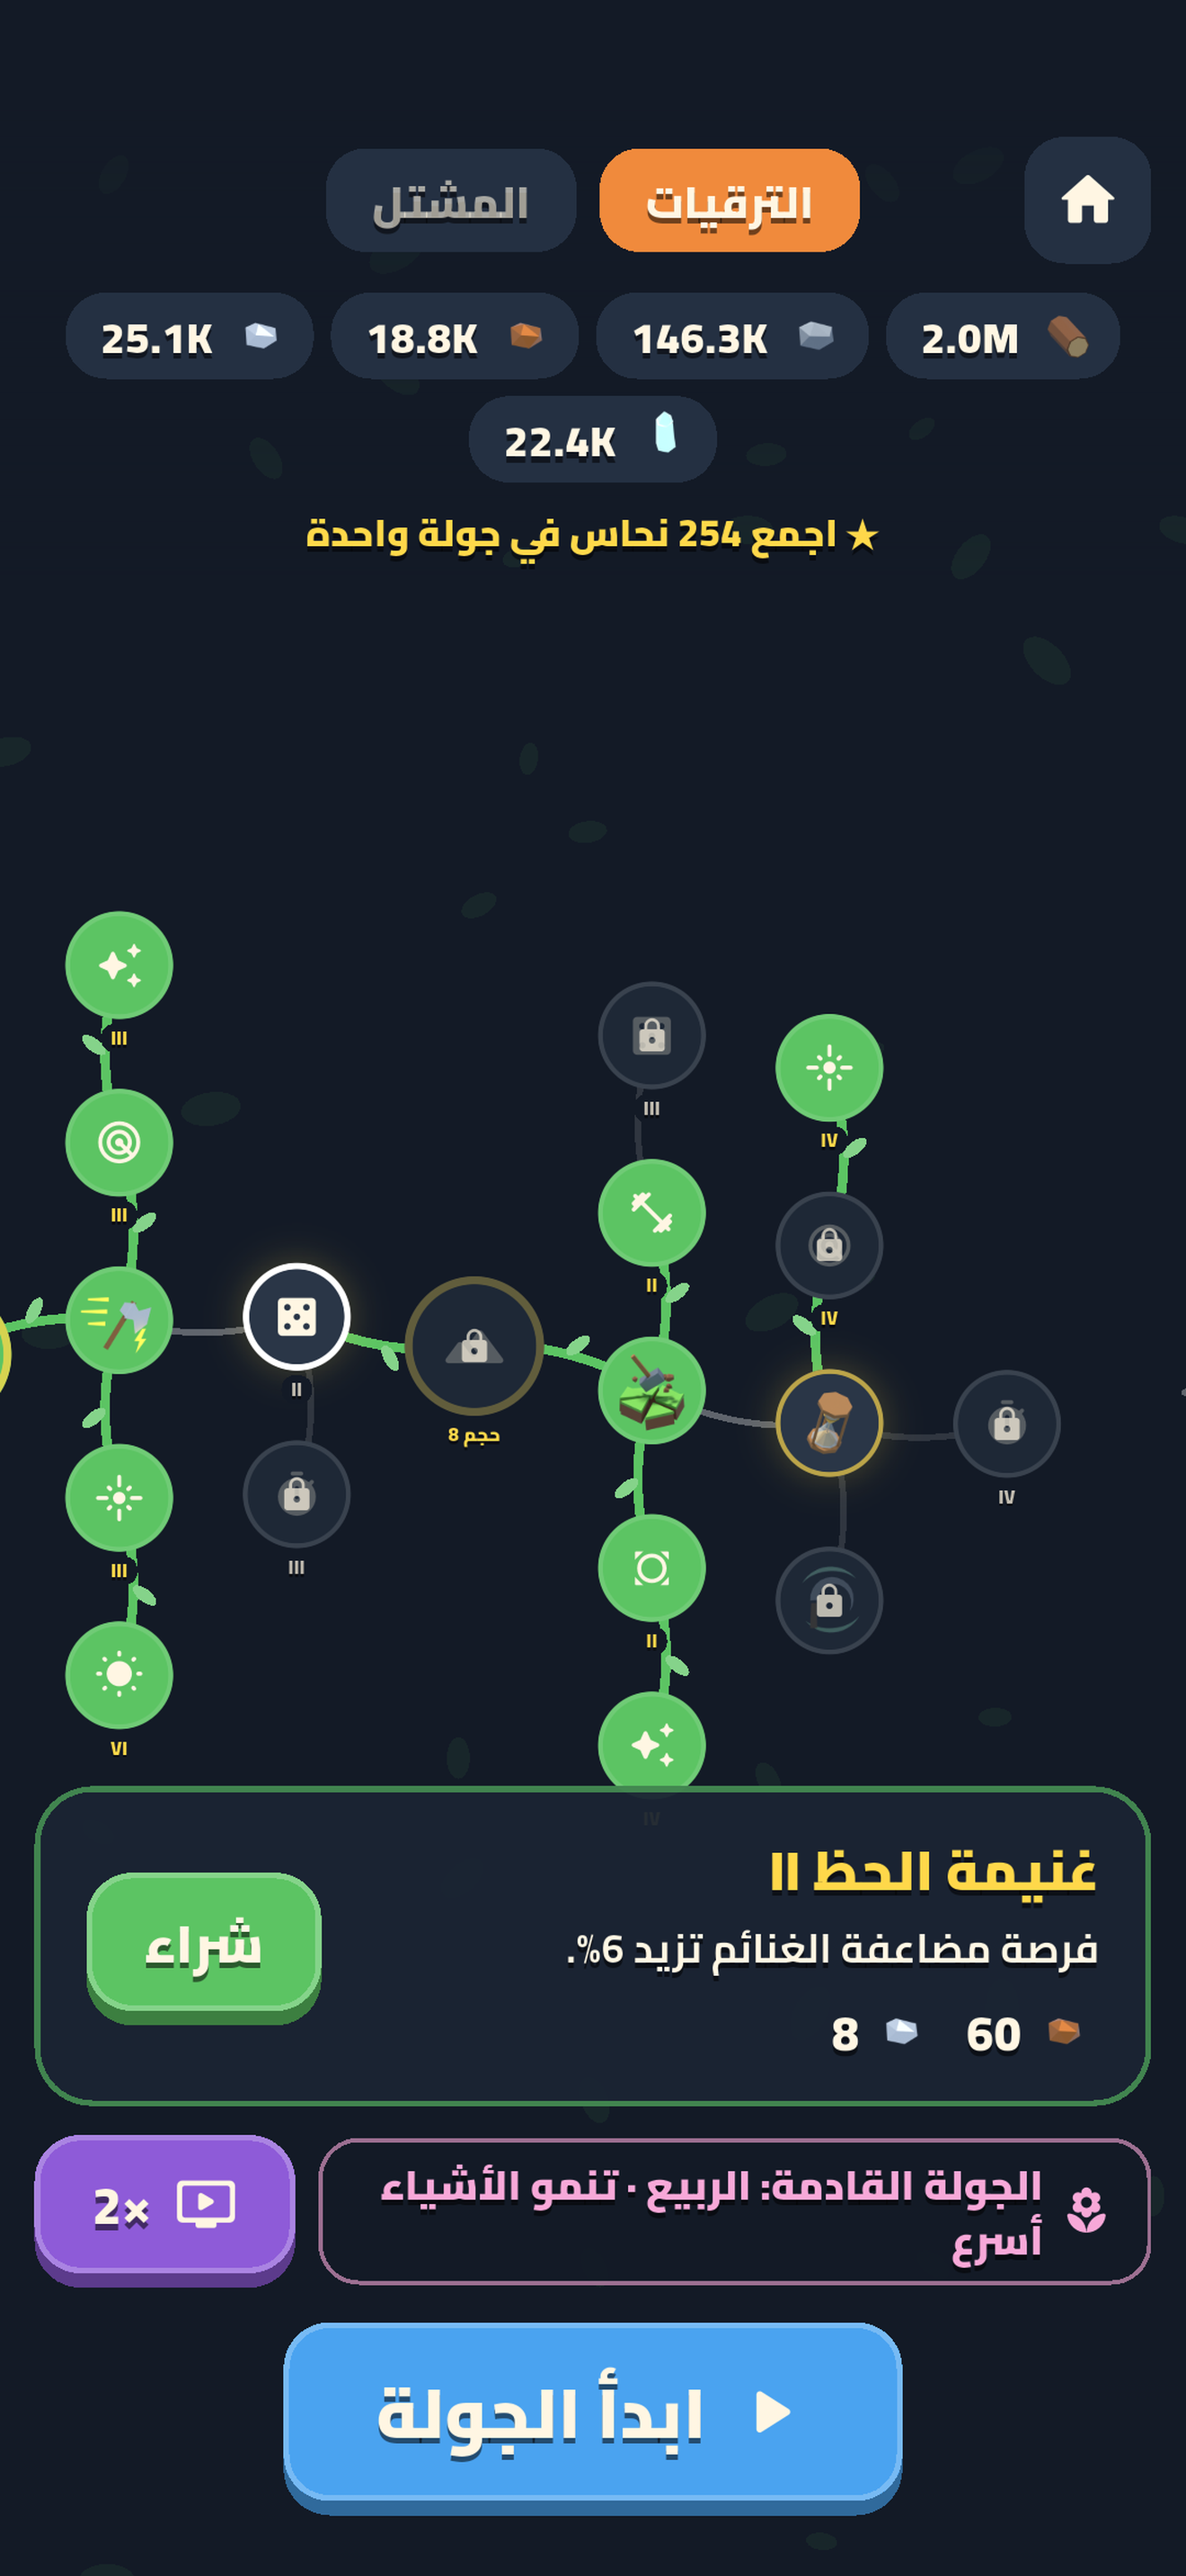 الترقيات
المشتل
2.0M
146.3K
18.8K
25.1K
22.4K
★ اجمع 254 نحاس في جولة واحدة
III
III
IV
III
II
IV
II
حجم 8
IV
III
III
II
VI
IV
غنيمة الحظ II
فرصة مضاعفة الغنائم تزيد 6%.
60
8
شراء
الجولة القادمة: الربيع · تنمو الأشياء
أسرع
2×
ابدأ الجولة